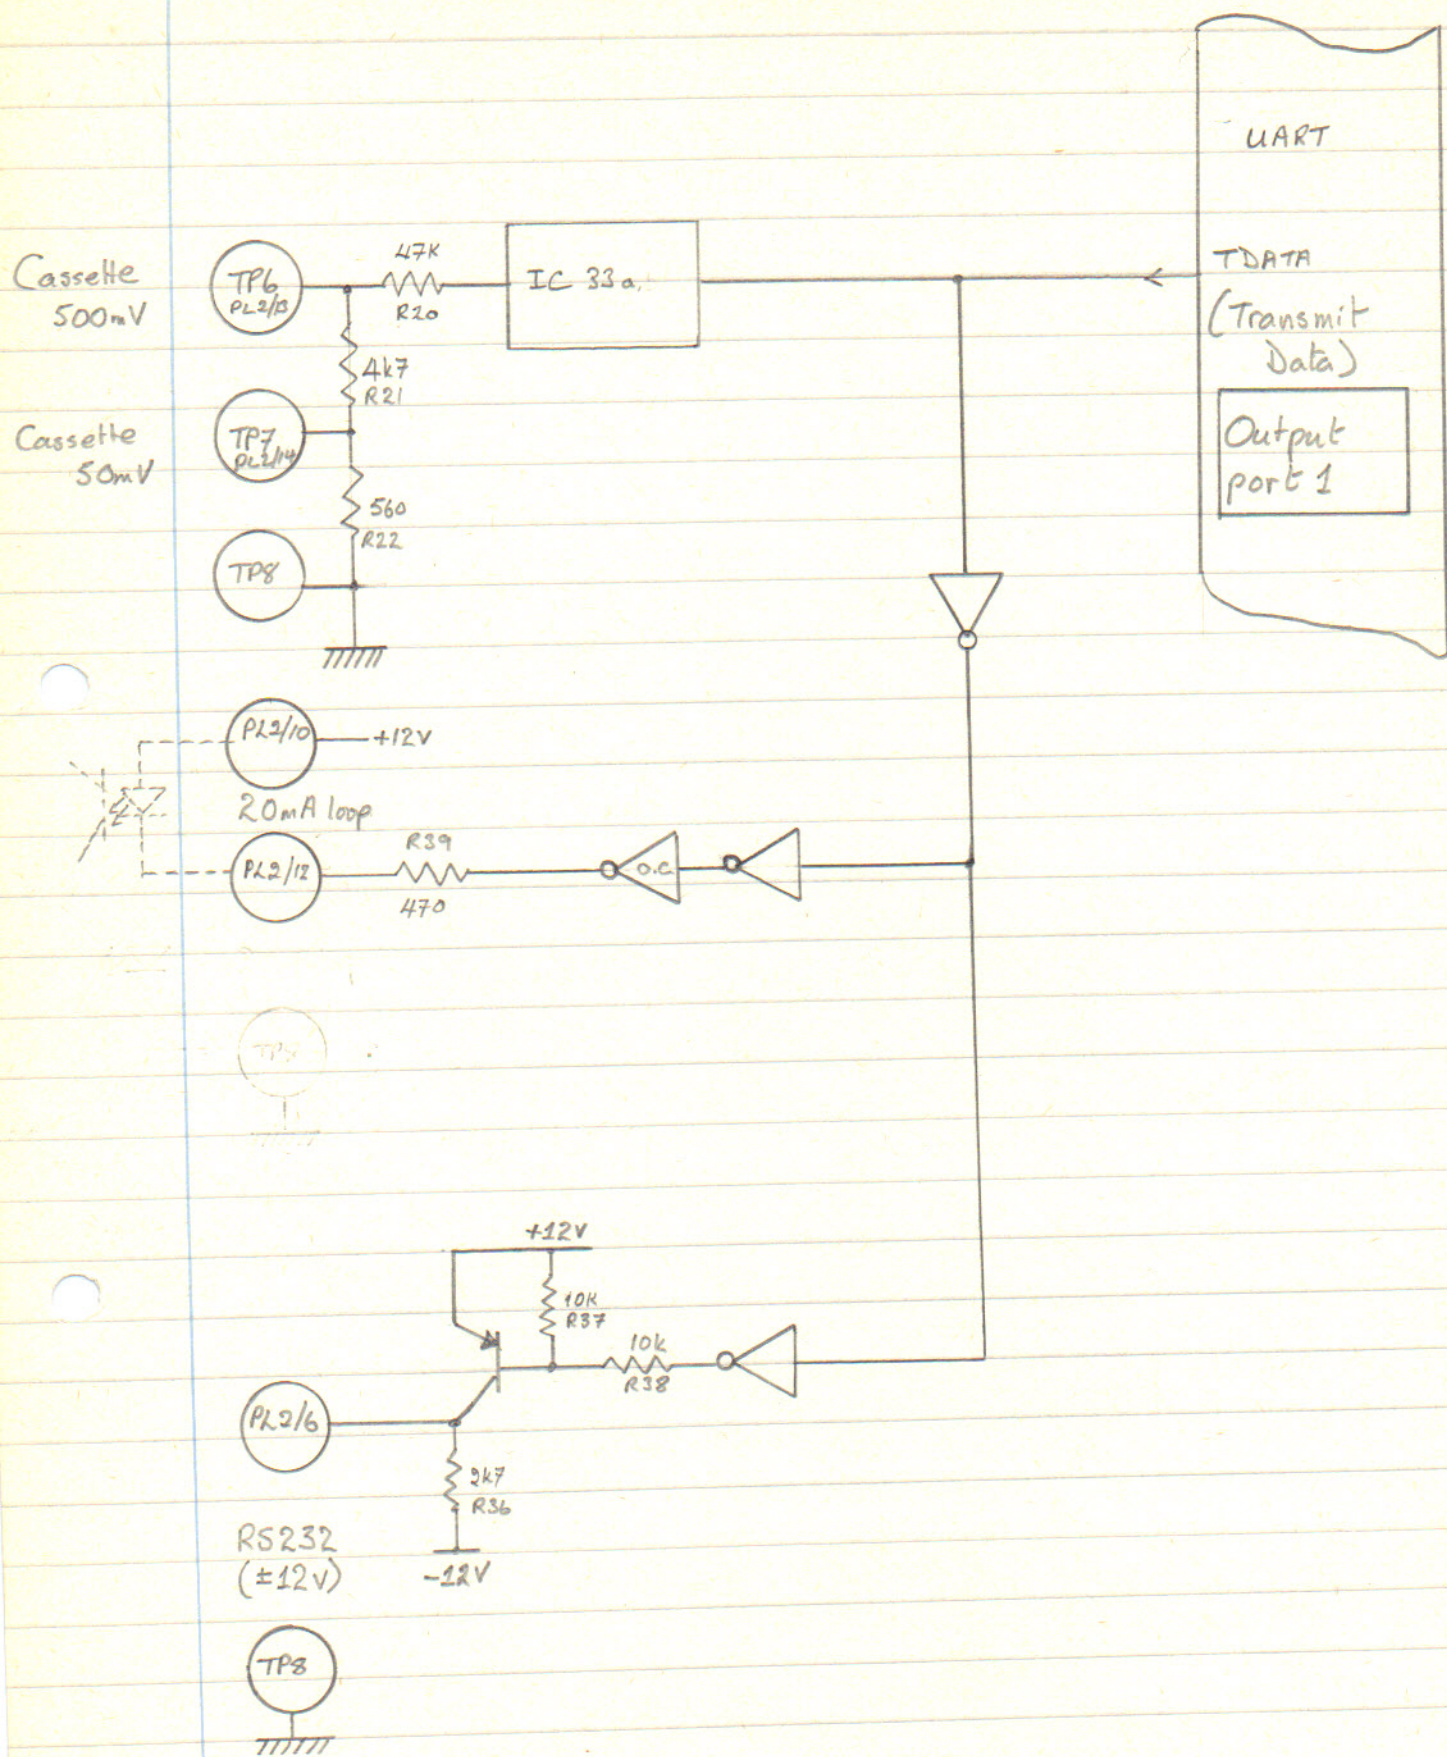 UART
TDATA
(Transmit
Data)
Output
port 1
Cassette
500mV
TP6
PL2/13
47K
R20
IC 33a
4k7
R21
Cassette
50mV
TP7
PL2/14
560
R22
TP8
PL2/10
+12V
20mA loop
PL2/12
R39
470
o.c.
+12V
10K
R37
10k
R38
PL2/6
2k7
R36
-12V
RS232
(±12V)
TP8